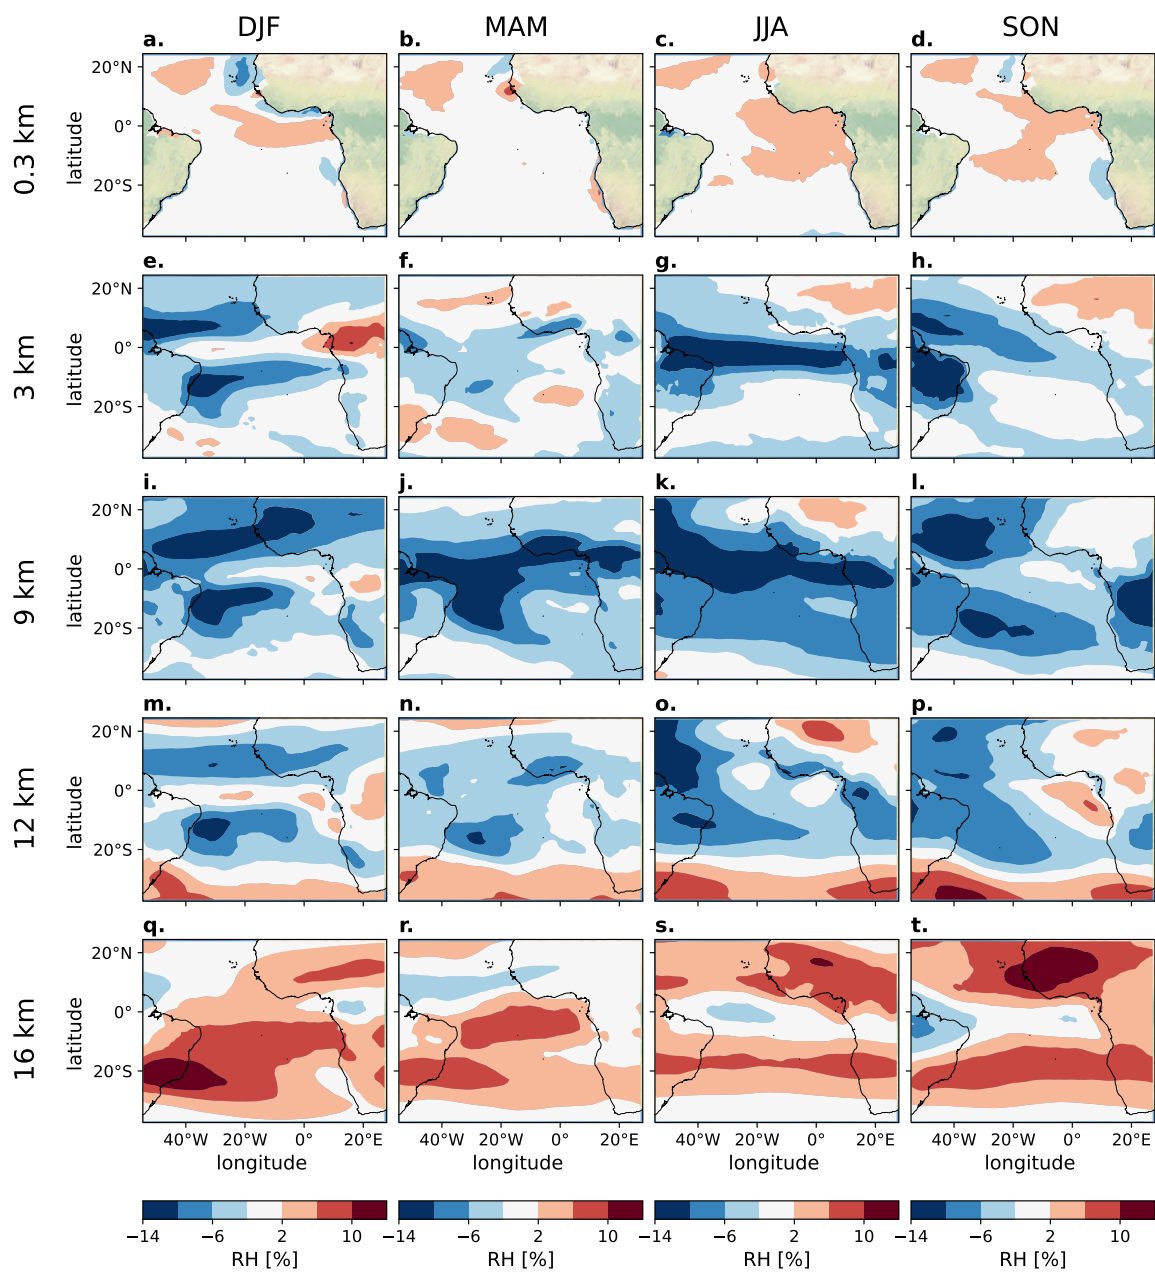 DJF MAM JJA SON
a. b. c. d.
0.3 km
latitude
20°N
0°
20°S
e. f. g. h.
3 km
latitude
20°N
0°
20°S
i. j. k. l.
9 km
latitude
20°N
0°
20°S
m. n. o. p.
12 km
latitude
20°N
0°
20°S
q. r. s. t.
16 km
latitude
20°N
0°
20°S
40°W 20°W 0° 20°E 40°W 20°W 0° 20°E 40°W 20°W 0° 20°E 40°W 20°W 0° 20°E
longitude longitude longitude longitude
−14 −6 2 10 −14 −6 2 10 −14 −6 2 10 −14 −6 2 10
RH [%] RH [%] RH [%] RH [%]